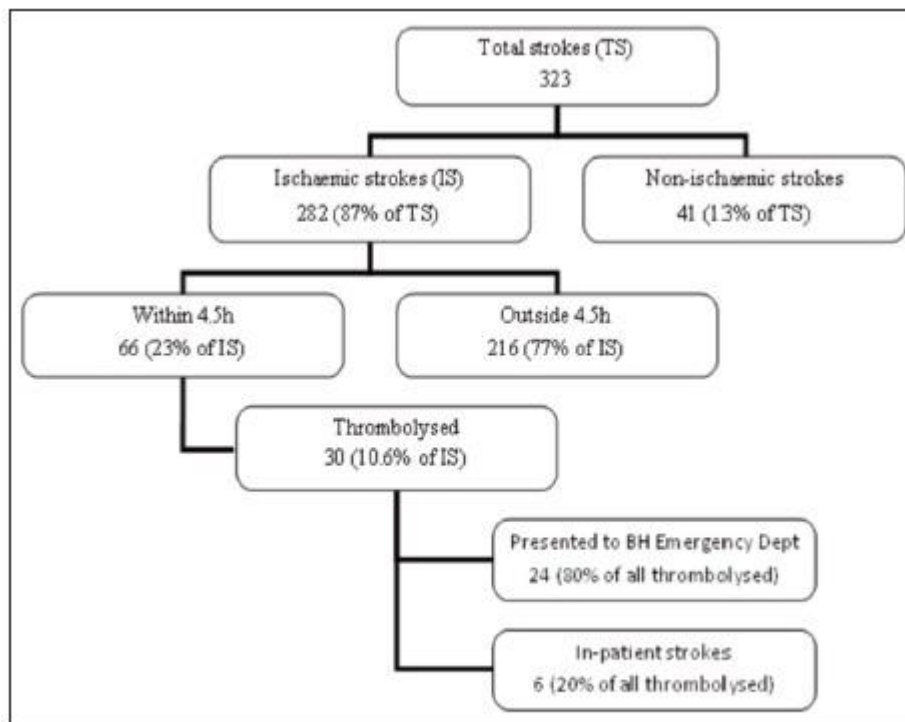 Total strokes (TS)
323
Ischaemic strokes (IS)
282 (87% of TS)
Non-ischaemic strokes
41 (13% of TS)
Within 4.5h
66 (23% of IS)
Outside 4.5h
216 (77% of IS)
Thrombolysed
30 (10.6% of IS)
Presented to BH Emergency Dept
24 (80% of all thrombolysed)
In-patient strokes
6 (20% of all thrombolysed)